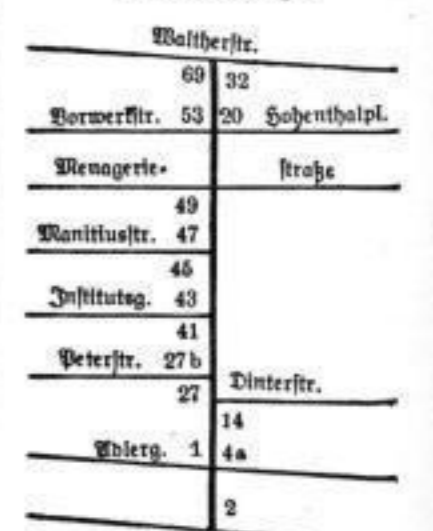 Waltherstr.
69 32
Vorwerkstr. 53 20 Hohenthalpl.
Menagerie- straße
49
Manitiusstr. 47
45
Institutsg. 43
41
Peterstr. 27b
27 Dinterstr.
14
Adlerg. 1 4a
2